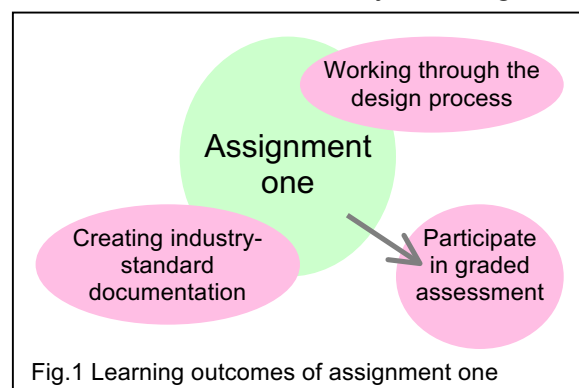 Working through the
design process
Assignment
one
Creating industry-
standard
documentation
Participate
in graded
assessment
Fig.1 Learning outcomes of assignment one